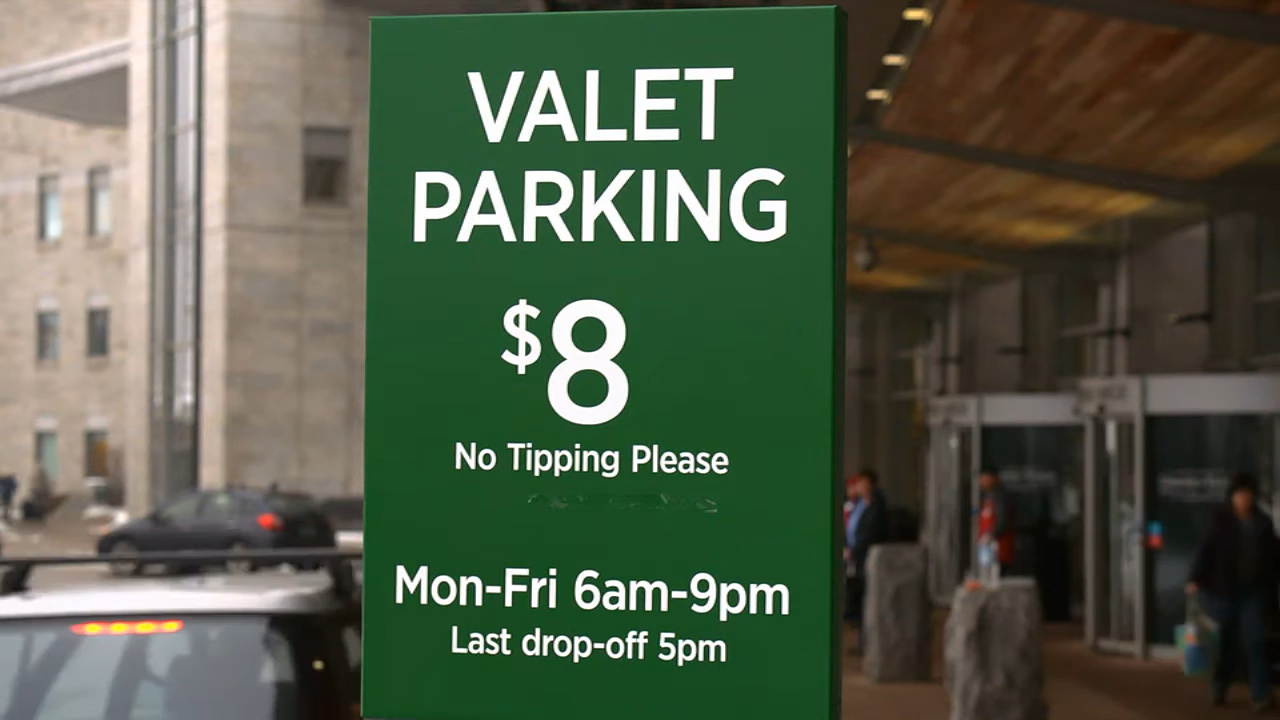 VALET
PARKING
$8
No Tipping Please
Mon-Fri 6am-9pm
Last drop-off 5pm